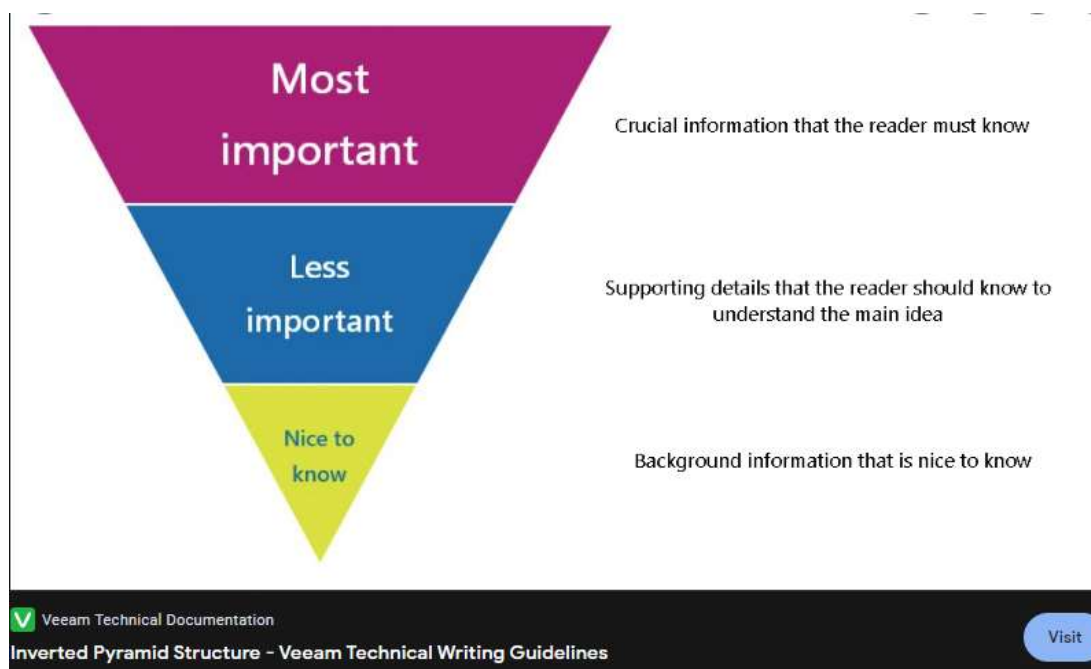 Most
important
Crucial information that the reader must know
Less
important
Supporting details that the reader should know to
understand the main idea
Nice to
know
Background information that is nice to know
Veeam Technical Documentation
Inverted Pyramid Structure - Veeam Technical Writing Guidelines
Visit